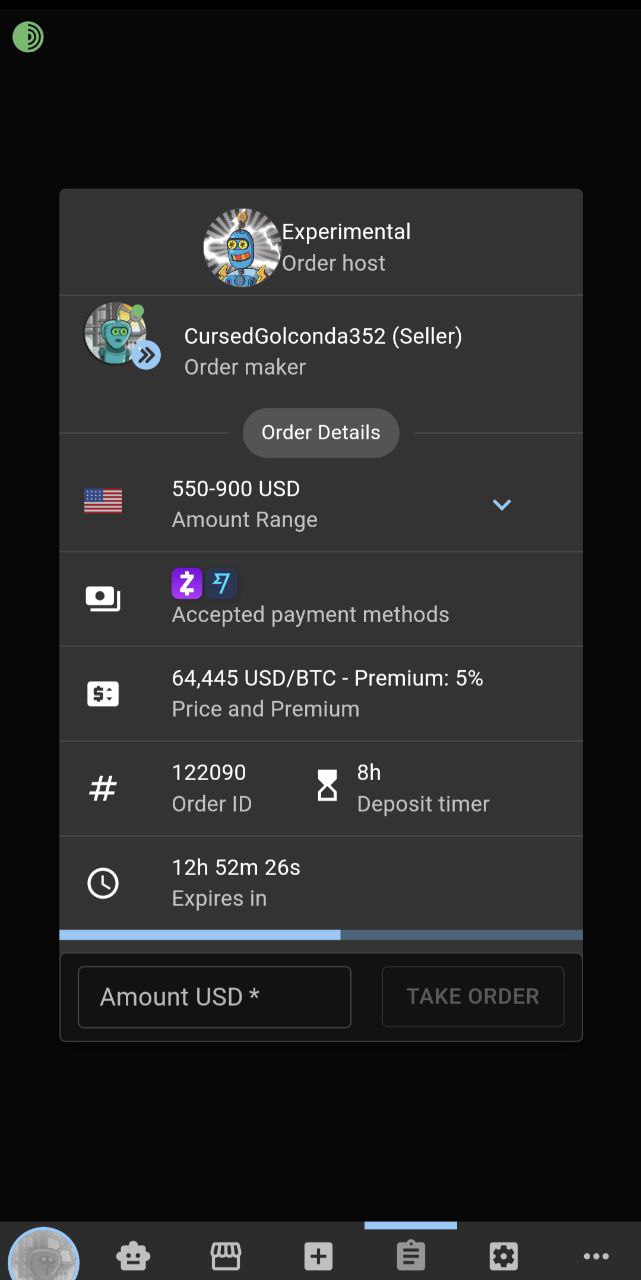 Experimental
Order host
CursedGolconda352 (Seller)
Order maker
Order Details
550-900 USD
Amount Range
Accepted payment methods
64,445 USD/BTC - Premium: 5%
Price and Premium
122090
Order ID
8h
Deposit timer
12h 52m 26s
Expires in
Amount USD *
TAKE ORDER